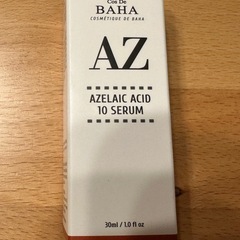 Cos De
BAHA
COSMÉTIQUE DE BAHA
AZ
AZELAIC ACID
10 SERUM
30ml / 1.0 fl oz